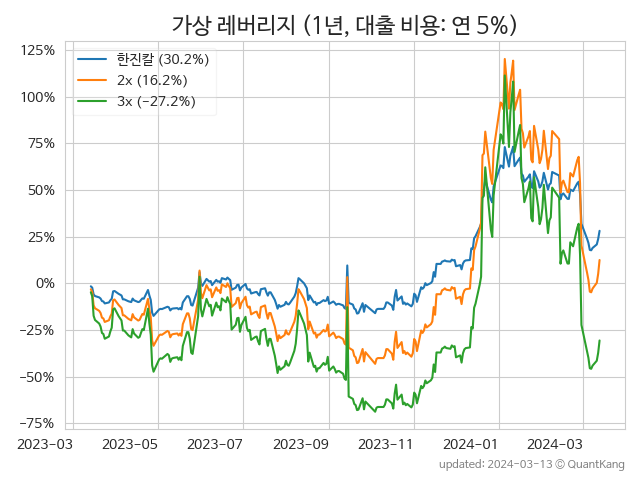 가상 레버리지 (1년, 대출 비용: 연 5%)
한진칼 (30.2%)
2x (16.2%)
3x (−27.2%)
125%
100%
75%
50%
25%
0%
−25%
−50%
−75%
2023-03 2023-05 2023-07 2023-09 2023-11 2024-01 2024-03
updated: 2024-03-13 ⓒ QuantKang